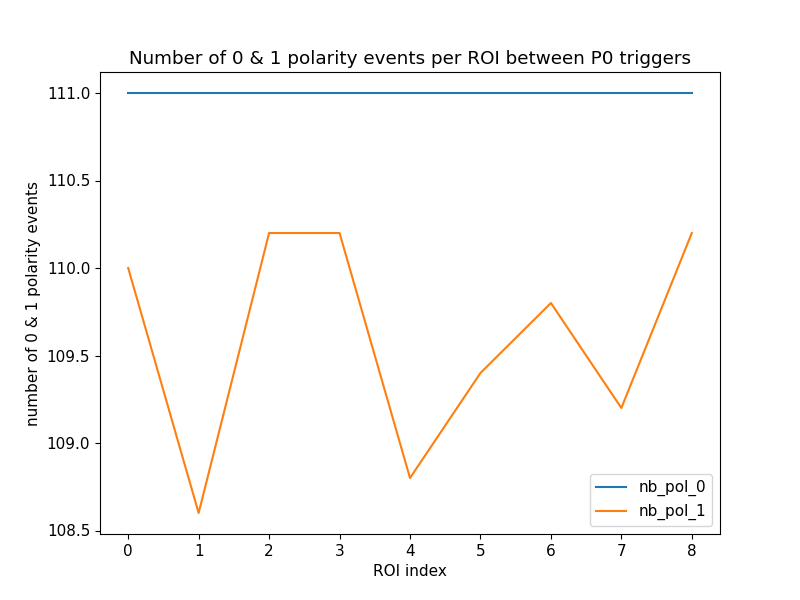 Number of 0 & 1 polarity events per ROI between P0 triggers
111.0
110.5
110.0
109.5
109.0
108.5
number of 0 & 1 polarity events
0 1 2 3 4 5 6 7 8
ROI index
nb_pol_0
nb_pol_1